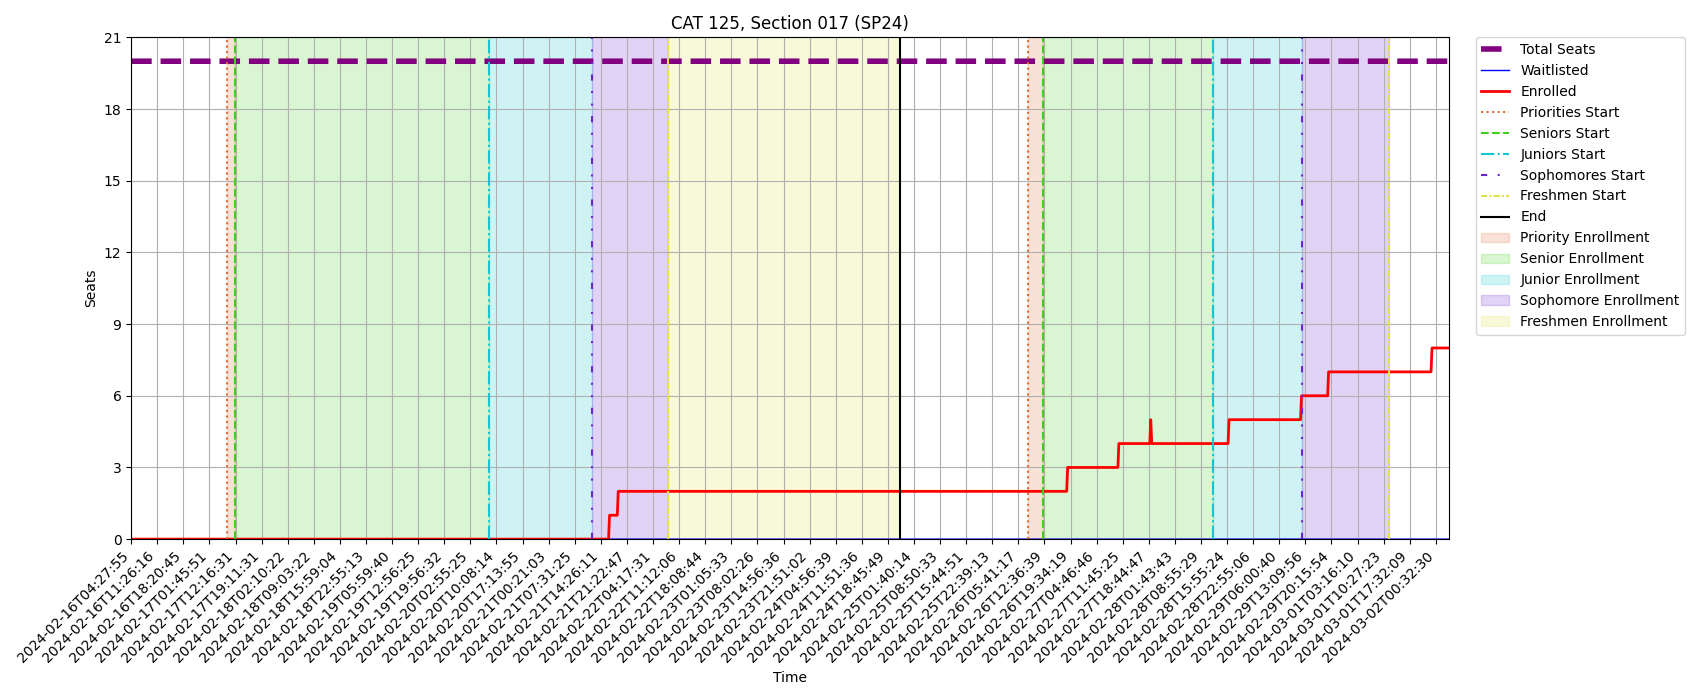 CAT 125, Section 017 (SP24)
21
18
15
12
9
6
3
0
Seats
2024-02-16T04:27:55
2024-02-16T11:26:16
2024-02-16T18:20:45
2024-02-17T01:45:51
2024-02-17T12:16:31
2024-02-17T19:11:31
2024-02-18T02:10:22
2024-02-18T09:03:22
2024-02-18T15:59:04
2024-02-18T22:55:13
2024-02-19T05:59:40
2024-02-19T12:56:25
2024-02-19T19:56:32
2024-02-20T02:55:25
2024-02-20T10:08:14
2024-02-20T17:13:55
2024-02-21T00:21:03
2024-02-21T07:31:25
2024-02-21T14:26:11
2024-02-21T21:22:47
2024-02-22T04:17:31
2024-02-22T11:12:06
2024-02-22T18:08:44
2024-02-23T01:05:33
2024-02-23T08:02:26
2024-02-23T14:56:36
2024-02-23T21:51:02
2024-02-24T04:56:39
2024-02-24T11:51:36
2024-02-24T18:45:49
2024-02-25T01:40:14
2024-02-25T08:50:33
2024-02-25T15:44:51
2024-02-25T22:39:13
2024-02-26T05:41:17
2024-02-26T12:36:39
2024-02-26T19:34:19
2024-02-27T04:46:46
2024-02-27T11:45:25
2024-02-27T18:44:47
2024-02-28T01:43:43
2024-02-28T08:55:29
2024-02-28T15:55:24
2024-02-28T22:55:06
2024-02-29T06:00:40
2024-02-29T13:09:56
2024-02-29T20:15:54
2024-03-01T03:16:10
2024-03-01T10:27:23
2024-03-01T17:32:09
2024-03-02T00:32:30
Time
Total Seats
Waitlisted
Enrolled
Priorities Start
Seniors Start
Juniors Start
Sophomores Start
Freshmen Start
End
Priority Enrollment
Senior Enrollment
Junior Enrollment
Sophomore Enrollment
Freshmen Enrollment